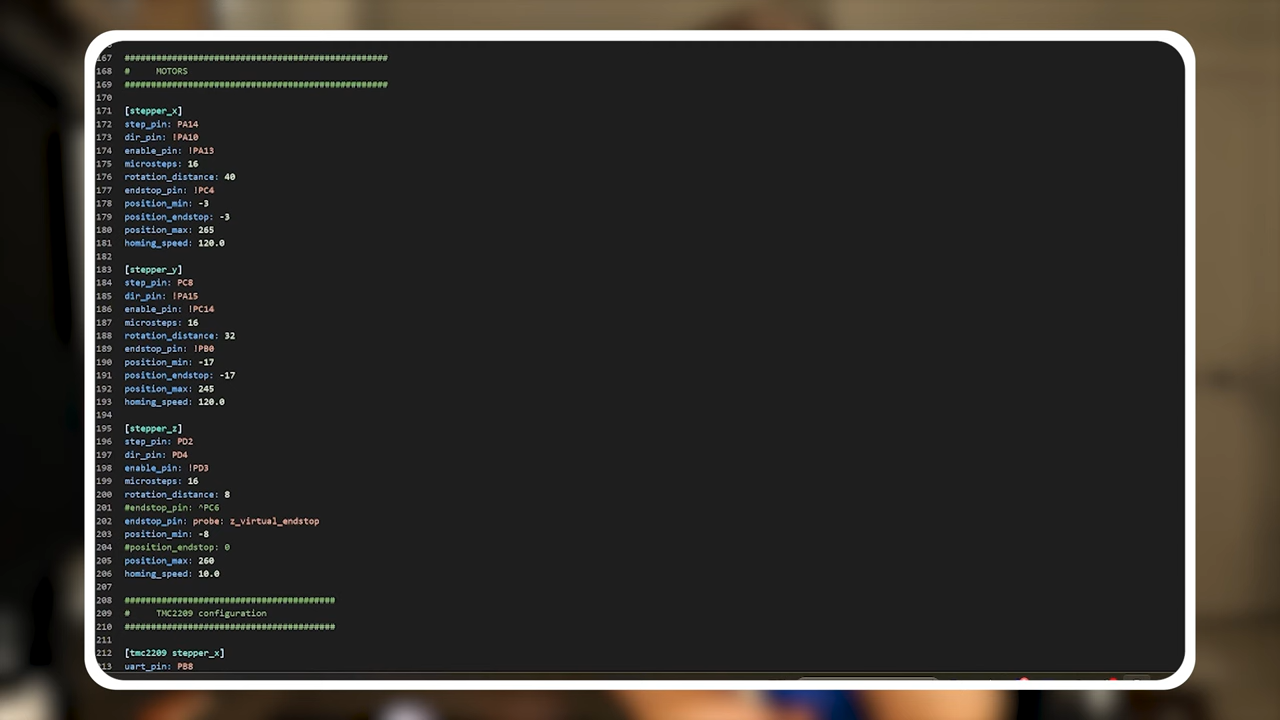 167 ##################################################
168 #     MOTORS
169 ##################################################
170
171 [stepper_x]
172 step_pin: PA14
173 dir_pin: !PA10
174 enable_pin: !PA13
175 microsteps: 16
176 rotation_distance: 40
177 endstop_pin: !PC4
178 position_min: -3
179 position_endstop: -3
180 position_max: 265
181 homing_speed: 120.0
182
183 [stepper_y]
184 step_pin: PC8
185 dir_pin: !PA15
186 enable_pin: !PC14
187 microsteps: 16
188 rotation_distance: 32
189 endstop_pin: !PB0
190 position_min: -17
191 position_endstop: -17
192 position_max: 245
193 homing_speed: 120.0
194
195 [stepper_z]
196 step_pin: PD2
197 dir_pin: PD4
198 enable_pin: !PD3
199 microsteps: 16
200 rotation_distance: 8
201 #endstop_pin: ^PC6
202 endstop_pin: probe: z_virtual_endstop
203 position_min: -8
204 #position_endstop: 0
205 position_max: 260
206 homing_speed: 10.0
207
208 ########################################
209 #     TMC2209 configuration
210 ########################################
211
212 [tmc2209 stepper_x]
213 uart_pin: PB8